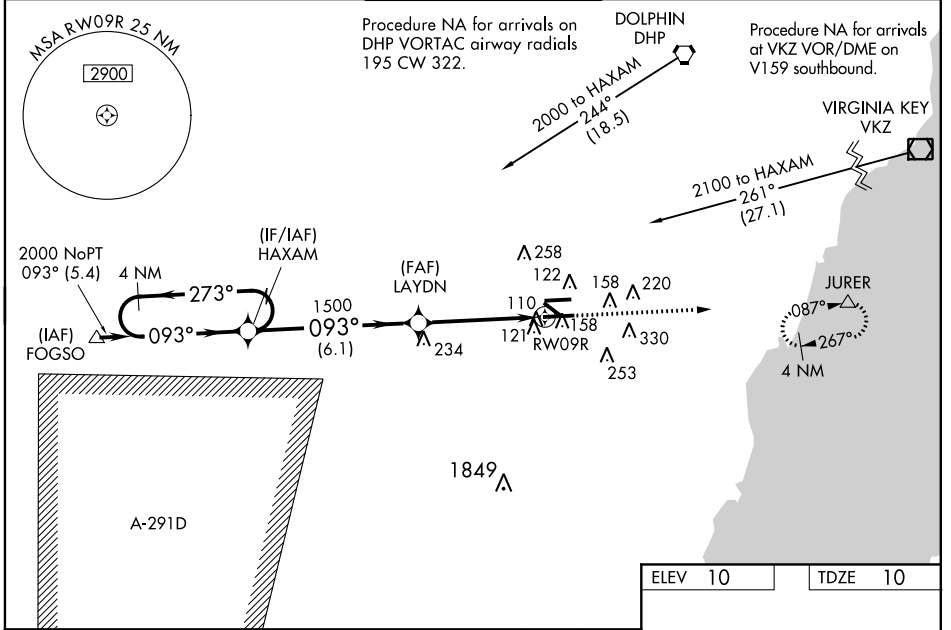 MSA RW09R 25 NM
2900
Procedure NA for arrivals on
DHP VORTAC airway radials
195 CW 322.
DOLPHIN
DHP
Procedure NA for arrivals
at VKZ VOR/DME on
V159 southbound.
2000 to HAXAM
244°
(18.5)
VIRGINIA KEY
VKZ
2100 to HAXAM
261°
(27.1)
2000 NoPT
093° (5.4)
4 NM
(IF/IAF)
HAXAM
273°
093°
(IAF)
FOGSO
1500
093°
(6.1)
(FAF)
LAYDN
234
258
122
110
121
158
RW09R
158
220
330
253
JURER
087°
267°
4 NM
1849
A-291D
ELEV 10
TDZE 10